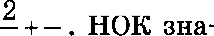 2 + – . НОК зна-